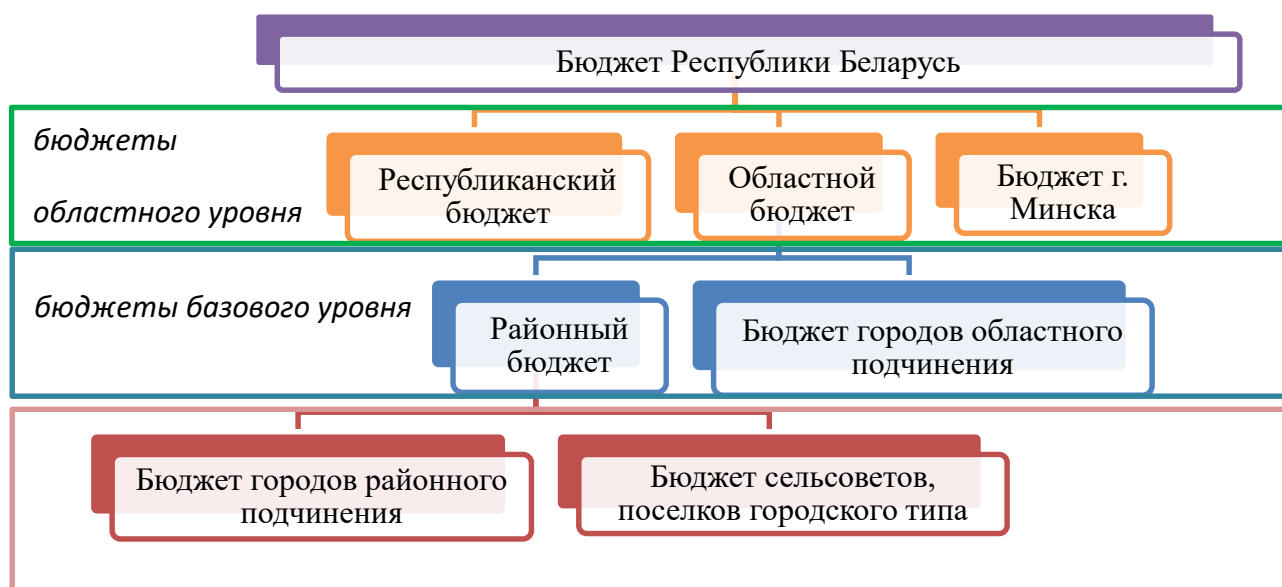 Бюджет Республики Беларусь
бюджеты
областного уровня
Республиканский
бюджет
Областной
бюджет
Бюджет г.
Минска
бюджеты базового уровня
Районный
бюджет
Бюджет городов областного
подчинения
Бюджет городов районного
подчинения
Бюджет сельсоветов,
поселков городского типа